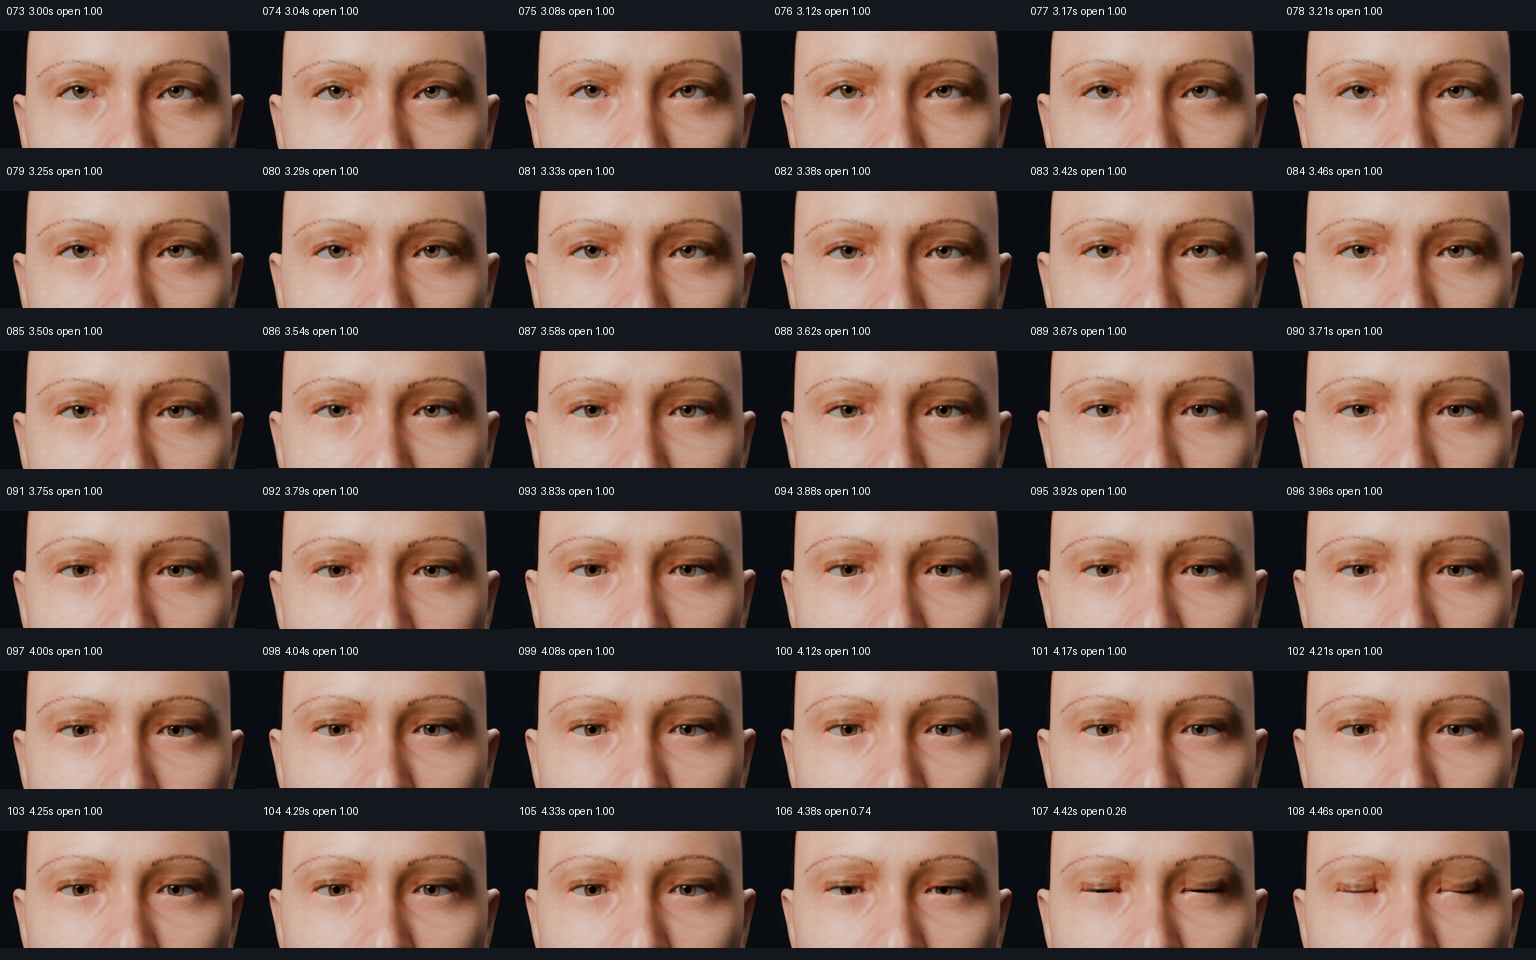 073 3.00s open 1.00
074 3.04s open 1.00
075 3.08s open 1.00
076 3.12s open 1.00
077 3.17s open 1.00
078 3.21s open 1.00
079 3.25s open 1.00
080 3.29s open 1.00
081 3.33s open 1.00
082 3.38s open 1.00
083 3.42s open 1.00
084 3.46s open 1.00
085 3.50s open 1.00
086 3.54s open 1.00
087 3.58s open 1.00
088 3.62s open 1.00
089 3.67s open 1.00
090 3.71s open 1.00
091 3.75s open 1.00
092 3.79s open 1.00
093 3.83s open 1.00
094 3.88s open 1.00
095 3.92s open 1.00
096 3.96s open 1.00
097 4.00s open 1.00
098 4.04s open 1.00
099 4.08s open 1.00
100 4.12s open 1.00
101 4.17s open 1.00
102 4.21s open 1.00
103 4.25s open 1.00
104 4.29s open 1.00
105 4.33s open 1.00
106 4.38s open 0.74
107 4.42s open 0.26
108 4.46s open 0.00